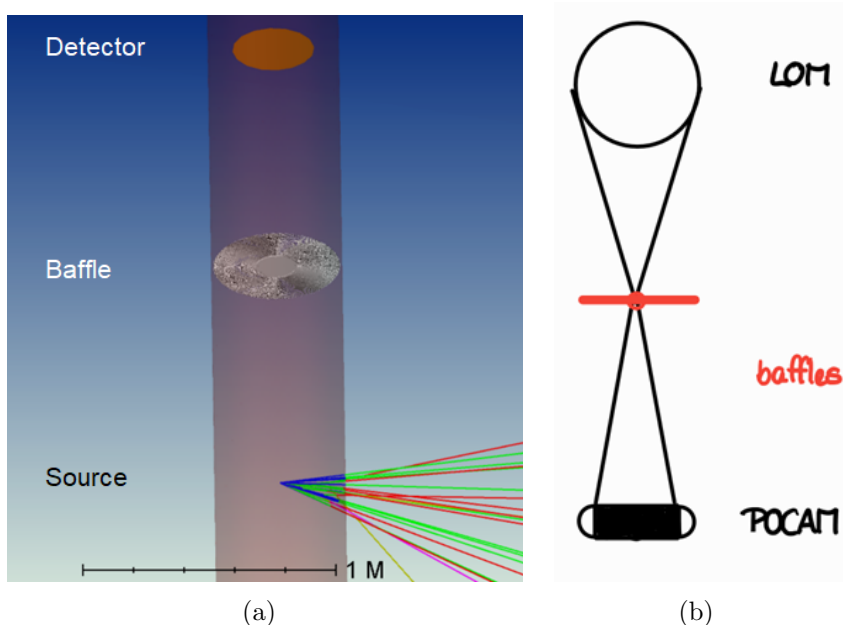 Detector
Baffle
Source
1 M
(a)
LOM
baffles
POCAM
(b)